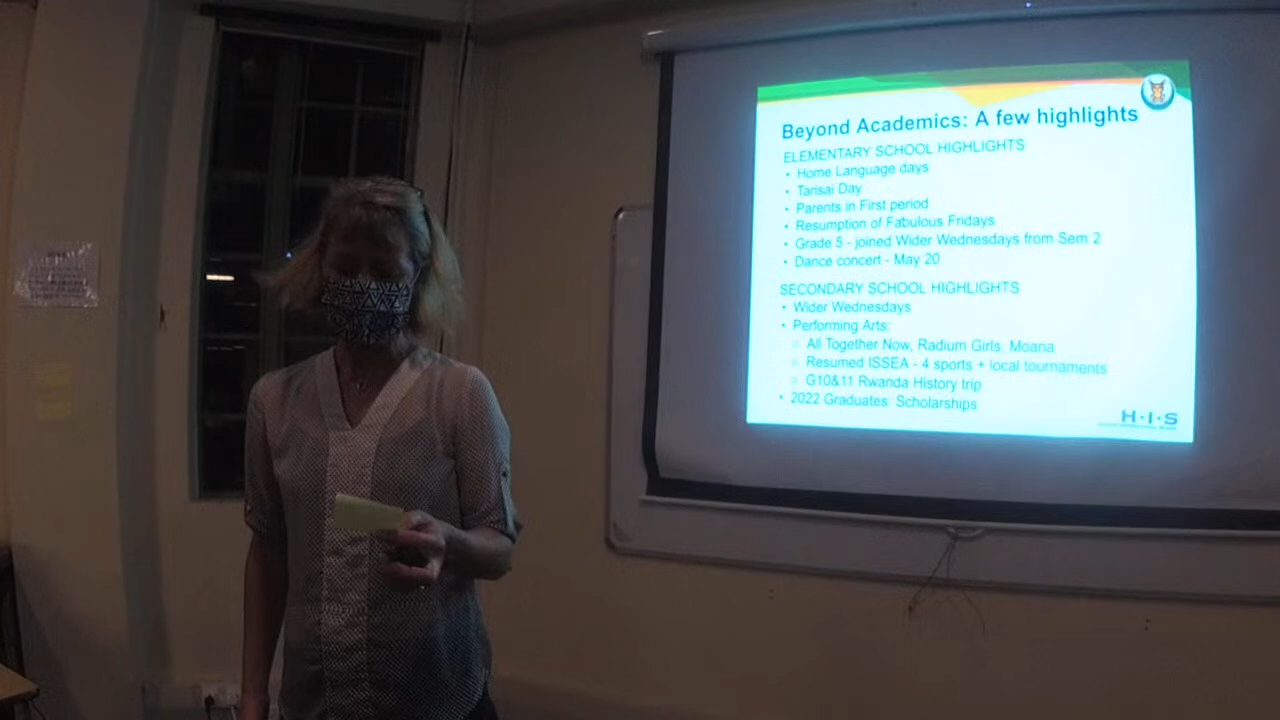 Beyond Academics: A few highlights
ELEMENTARY SCHOOL HIGHLIGHTS
• Home Language days
• Tarisai Day
• Parents in First period
• Resumption of Fabulous Fridays
• Grade 5 - joined Wider Wednesdays from Sem 2
• Dance concert - May 20
SECONDARY SCHOOL HIGHLIGHTS
• Wider Wednesdays
• Performing Arts:
All Together Now, Radium Girls, Moana
Resumed ISSEA - 4 sports + local tournaments
G10&11 Rwanda History trip
• 2022 Graduates: Scholarships
H·I·S